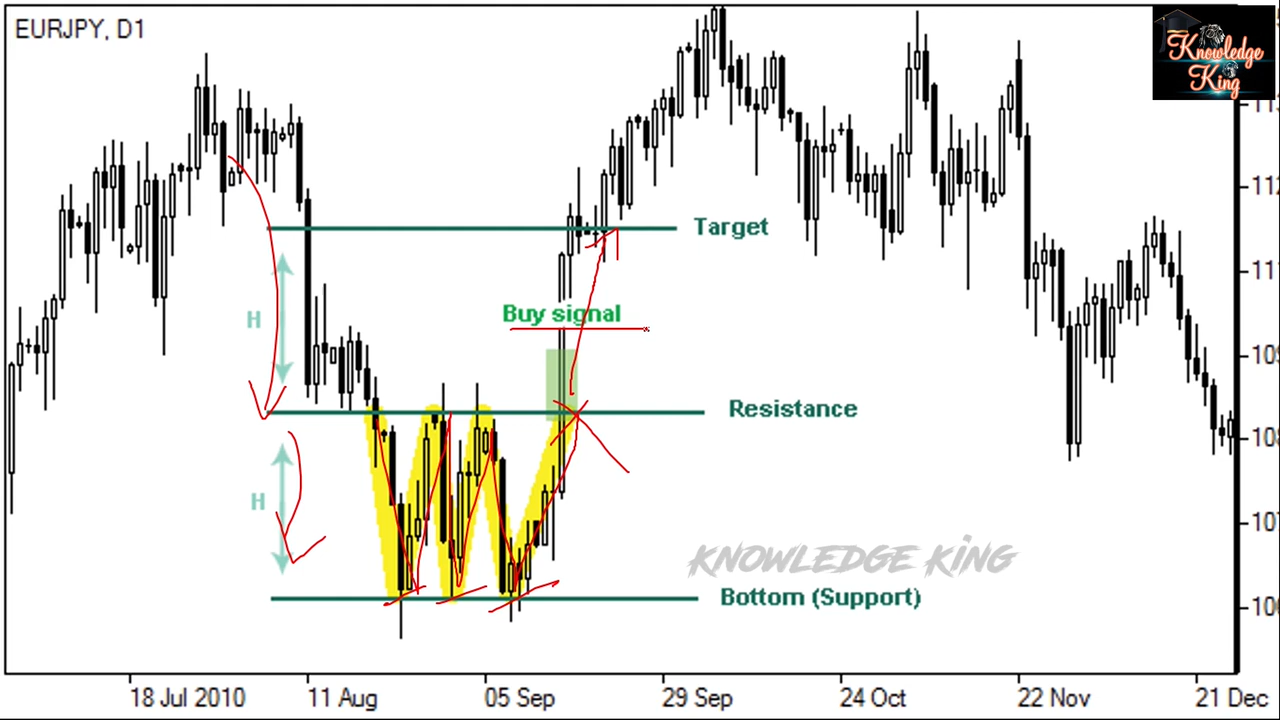 EURJPY, D1
Knowledge
King
Target
H
Buy signal
Resistance
H
KNOWLEDGE KING
Bottom (Support)
18 Jul 2010 11 Aug 05 Sep 29 Sep 24 Oct 22 Nov 21 Dec